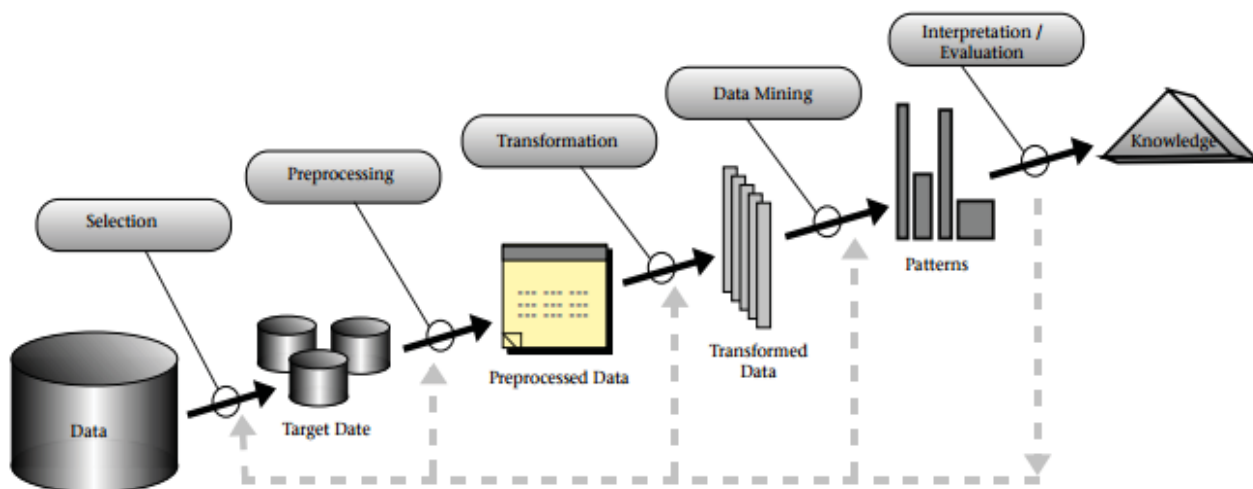 Interpretation /
Evaluation
Data Mining
Transformation
Preprocessing
Selection
Knowledge
Patterns
Transformed
Data
Preprocessed Data
Target Date
Data